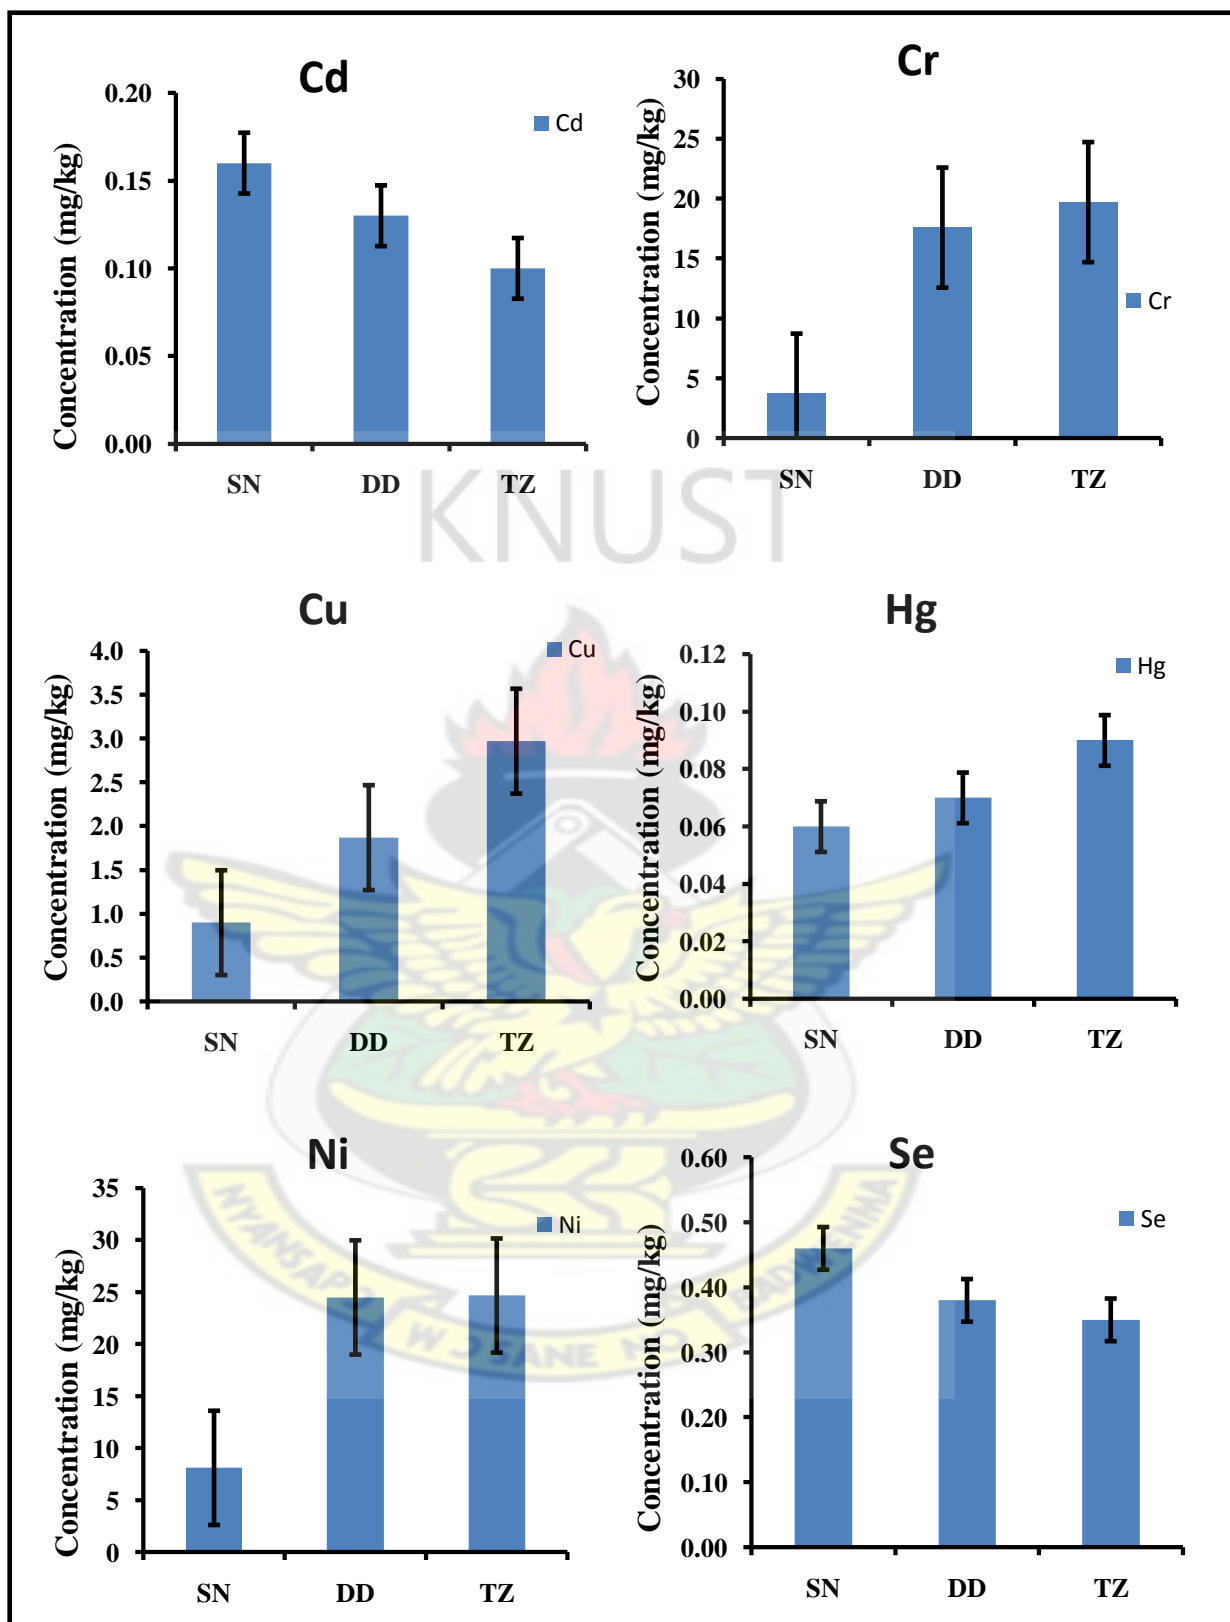 Cd
Concentration (mg/kg)
0.20
0.15
0.10
0.05
0.00
Cd
SN DD TZ
Cr
Concentration (mg/kg)
30
25
20
15
10
5
0
Cr
SN DD TZ
KNUST
Cu
Concentration (mg/kg)
4.0
3.5
3.0
2.5
2.0
1.5
1.0
0.5
0.0
Cu
SN DD TZ
Hg
Concentration (mg/kg)
0.12
0.10
0.08
0.06
0.04
0.02
0.00
Hg
SN DD TZ
Ni
Concentration (mg/kg)
35
30
25
20
15
10
5
0
Ni
SN DD TZ
Se
Concentration (mg/kg)
0.60
0.50
0.40
0.30
0.20
0.10
0.00
Se
SN DD TZ
NYANSAPƆ WƆSANE NO BADWENMA